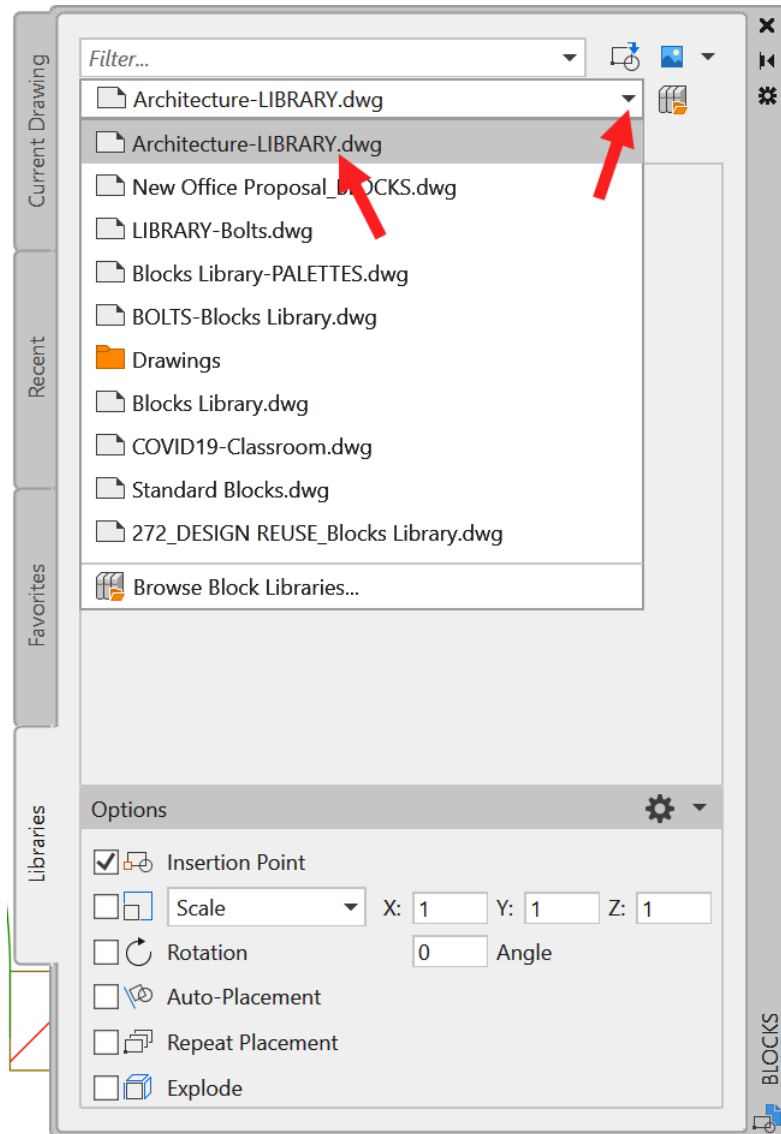 Current Drawing
Recent
Favorites
Libraries
Filter...
Architecture-LIBRARY.dwg
Architecture-LIBRARY.dwg
New Office Proposal_BLOCKS.dwg
LIBRARY-Bolts.dwg
Blocks Library-PALETTES.dwg
BOLTS-Blocks Library.dwg
Drawings
Blocks Library.dwg
COVID19-Classroom.dwg
Standard Blocks.dwg
272_DESIGN REUSE_Blocks Library.dwg
Browse Block Libraries...
Options
Insertion Point
Scale X: 1 Y: 1 Z: 1
Rotation 0 Angle
Auto-Placement
Repeat Placement
Explode
BLOCKS